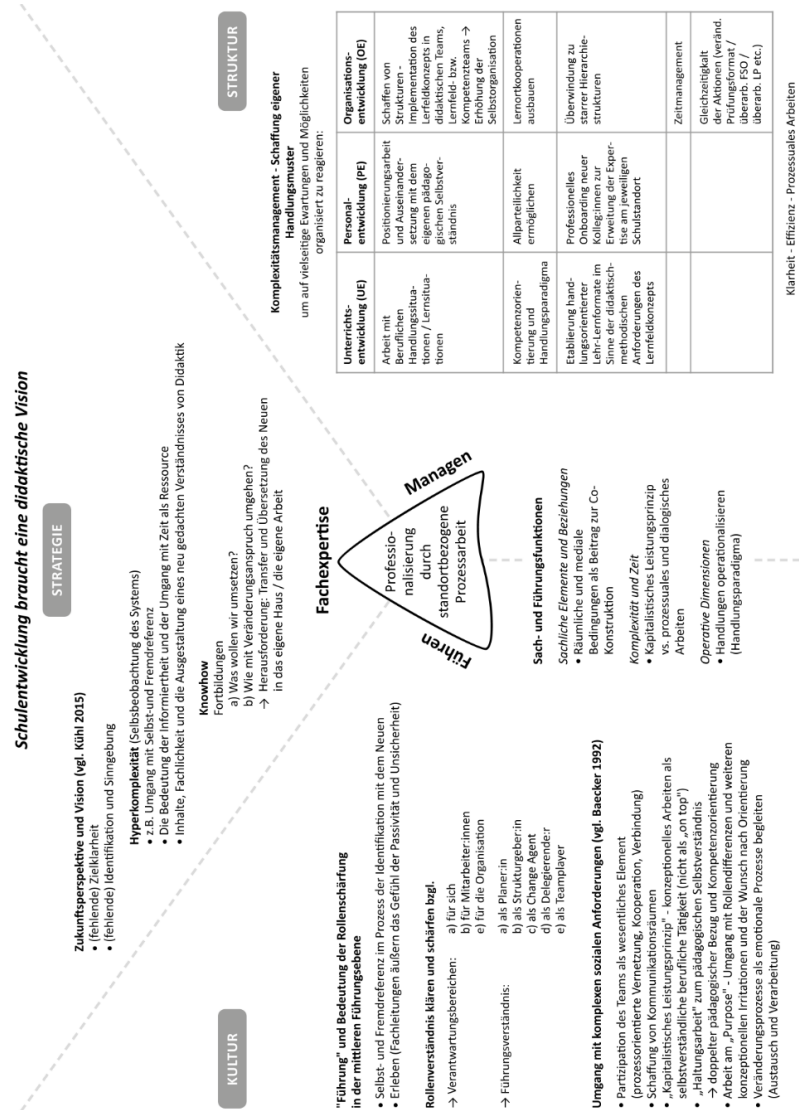 Schulentwicklung braucht eine didaktische Vision
STRATEGIE
Zukunftsperspektive und Vision (vgl. Kühl 2015)
• (fehlende) Zielklarheit
• (fehlende) Identifikation und Sinngebung
Hyperkomplexität (Selbsbeobachtung des Systems)
• z.B. Umgang mit Selbst-und Fremdreferenz
• Die Bedeutung der Informiertheit und der Umgang mit Zeit als Ressource
• Inhalte, Fachlichkeit und die Ausgestaltung eines neu gedachten Verständnisses von Didaktik
Knowhow
Fortbildungen
a) Was wollen wir umsetzen?
b) Wie mit Veränderungsanspruch umgehen?
→ Herausforderung: Transfer und Übersetzung des Neuen
in das eigene Haus / die eigene Arbeit
KULTUR
"Führung" und Bedeutung der Rollenschärfung
in der mittleren Führungsebene
• Selbst- und Fremdreferenz im Prozess der Identifikation mit dem Neuen
• Erleben (Fachleitungen äußern das Gefühl der Passivität und Unsicherheit)
Rollenverständnis klären und schärfen bzgl.
→ Verantwartungsbereichen:
a) für sich
b) für Mitarbeiter:innen
e) für die Organisation
→ Führungsverständnis:
a) als Planer:in
b) als Strukturgeber:in
c) als Change Agent
d) als Delegierende:r
e) als Teamplayer
Umgang mit komplexen sozialen Anforderungen (vgl. Baecker 1992)
• Partizipation des Teams als wesentliches Element
(prozessorientierte Vernetzung, Kooperation, Verbindung)
• Schaffung von Kommunikationsräumen
• „Kapitalistisches Leistungsprinzip" - konzeptionelles Arbeiten als
selbstverständliche berufliche Tätigkeit (nicht als „on top")
• „Haltungsarbeit" zum pädagogischen Selbstverständnis
→ doppelter pädagogischer Bezug und Kompetenzorientierung
• Arbeit am „Purpose" - Umgang mit Rollendifferenzen und weiteren
konzeptionellen Irritationen und der Wunsch nach Orientierung
• Veränderungsprozesse als emotionale Prozesse begleiten
(Austausch und Verarbeitung)
Fachexpertise
Führen
Managen
Professio-
nalisierung
durch
standortbezogene
Prozessarbeit
Sach- und Führungsfunktionen
Sachliche Elemente und Beziehungen
• Räumliche und mediale
Bedingungen als Beitrag zur Co-
Konstruktion
Komplexität und Zeit
• Kapitalistisches Leistungsprinzip
vs. prozessuales und dialogisches
Arbeiten
Operative Dimensionen
• Handlungen operationalisieren
(Handlungsparadigma)
STRUKTUR
Komplexitätsmanagement - Schaffung eigener
Handlungsmuster
um auf vielseitige Ewartungen und Möglichkeiten
organisiert zu reagieren:
Unterrichts-
entwicklung (UE)
Personal-
entwicklung (PE)
Organisations-
entwicklung (OE)
Arbeit mit
Beruflichen
Handlungssitua-
tionen / Lernsitua-
tionen
Positionierungsarbeit
und Auseinander-
setzung mit dem
eigenen pädago-
gischen Selbstver-
ständnis
Schaffen von
Strukturen -
Implementation des
Lerfeldkonzepts in
didaktischen Teams,
Lernfeld- bzw.
Kompetenzteams →
Erhöhung der
Selbstorganisation
Kompetenzorien-
tierung und
Handlungsparadigma
Allparteilichkeit
ermöglichen
Lernortkooperationen
ausbauen
Etablierung hand-
lungsorientierter
Lehr-Lernformate im
Sinne der didaktisch-
methodischen
Anforderungen des
Lernfeldkonzepts
Professionelles
Onboarding neuer
Kolleg:innen zur
Erweitung der Exper-
tise am jeweiligen
Schulstandort
Überwindung zu
starrer Hierarchie-
strukturen
Zeitmanagement
Gleichzeitigkalt
der Aktionen (veränd.
Prüfungsformat /
überarb. FSO /
überarb. LP etc.)
Klarheit - Effizienz - Prozessuales Arbeiten